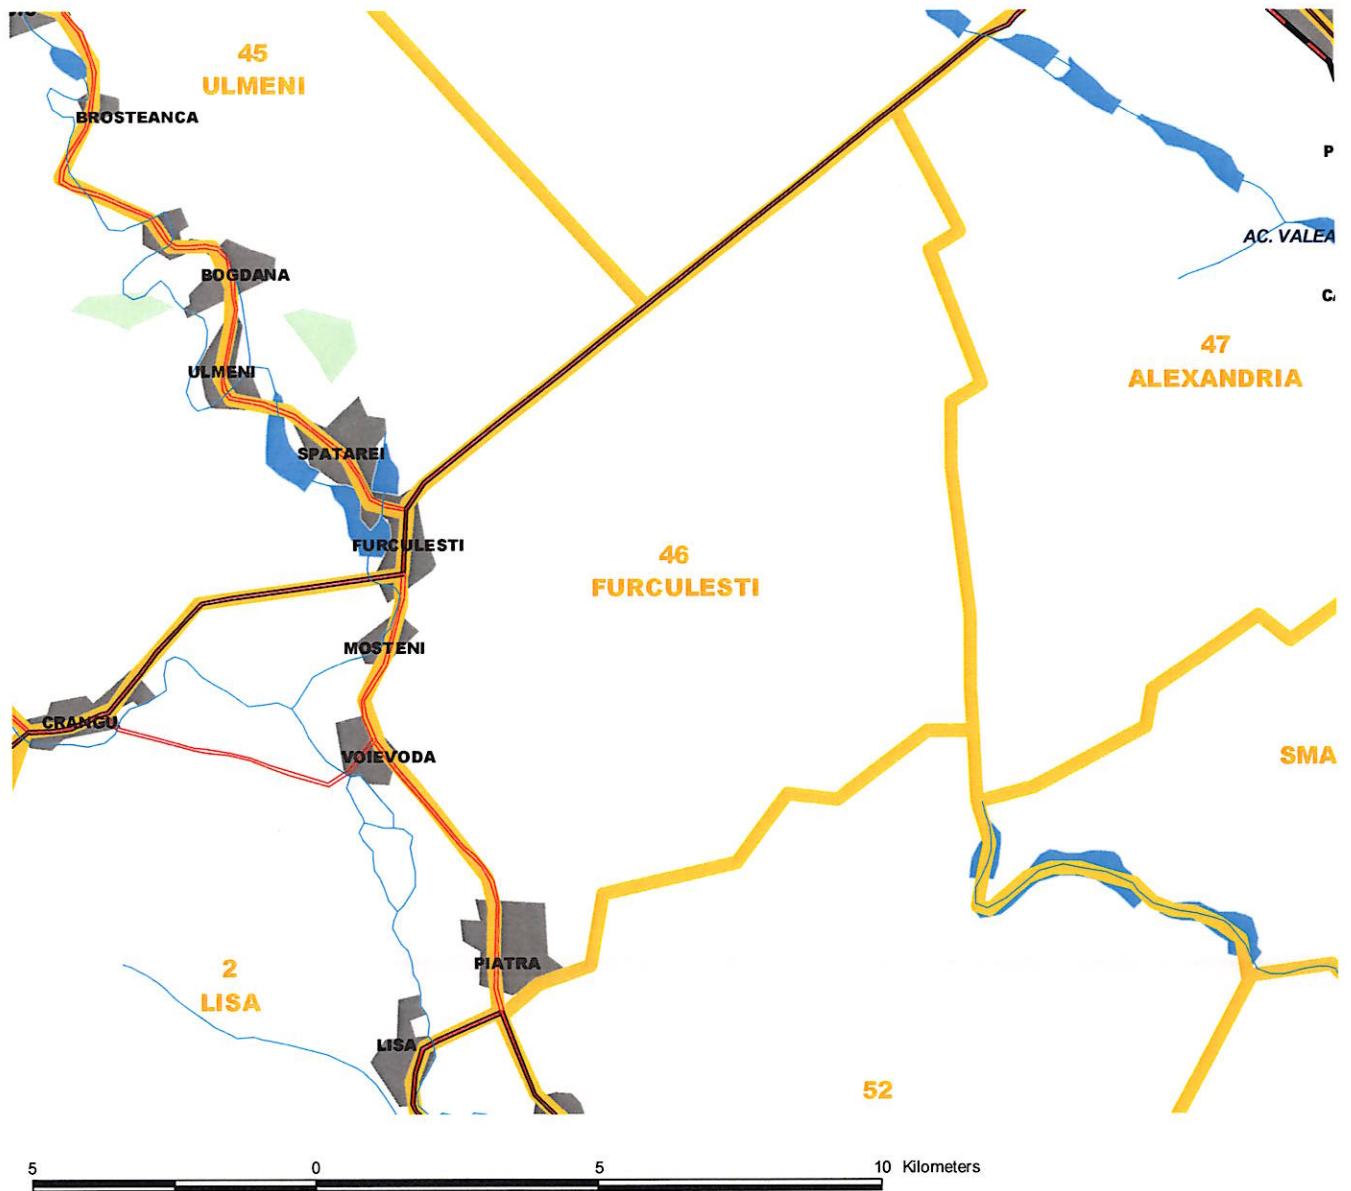 45
ULMENI
BROSTEANCA
P
AC. VALEA
BOGDANA
47
ALEXANDRIA
ULMENI
SPATAREI
FURCULESTI
46
FURCULESTI
MOSTENI
CRANGU
VOIEVODA
SMA
2
LISA
PIATRA
LISA
52
5 0 5 10 Kilometers